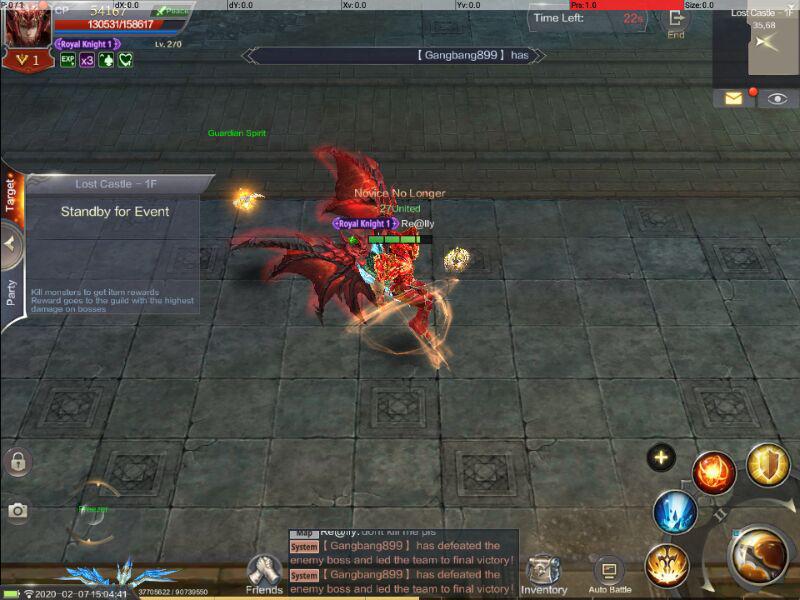 P: 0 / 1 dX: 0.0 dY: 0.0 Xv: 0.0 Yv: 0.0 Prs: 1.0 Size: 0.0
CP 54167 Peace
130531/158617
Royal Knight 1 Lv. 2/0
1 EXP x3
Time Left: 22s
End
Lost Castle - 1F
35,68
【 Gangbang899 】 has
Guardian Spirit
Target
Party
Lost Castle - 1F
Standby for Event
Kill monsters to get item rewards
Reward goes to the guild with the highest
damage on bosses
Novice No Longer
27United
Royal Knight 1 Re@lly
Freezer
Map Re@lly: dont kill me pls
System 【 Gangbang899 】 has defeated the
enemy boss and led the team to final victory!
System 【 Gangbang899 】 has defeated the
enemy boss and led the team to final victory!
Friends
Inventory
Auto Battle
2020-02-07 15:04:41
37705622 / 90739550